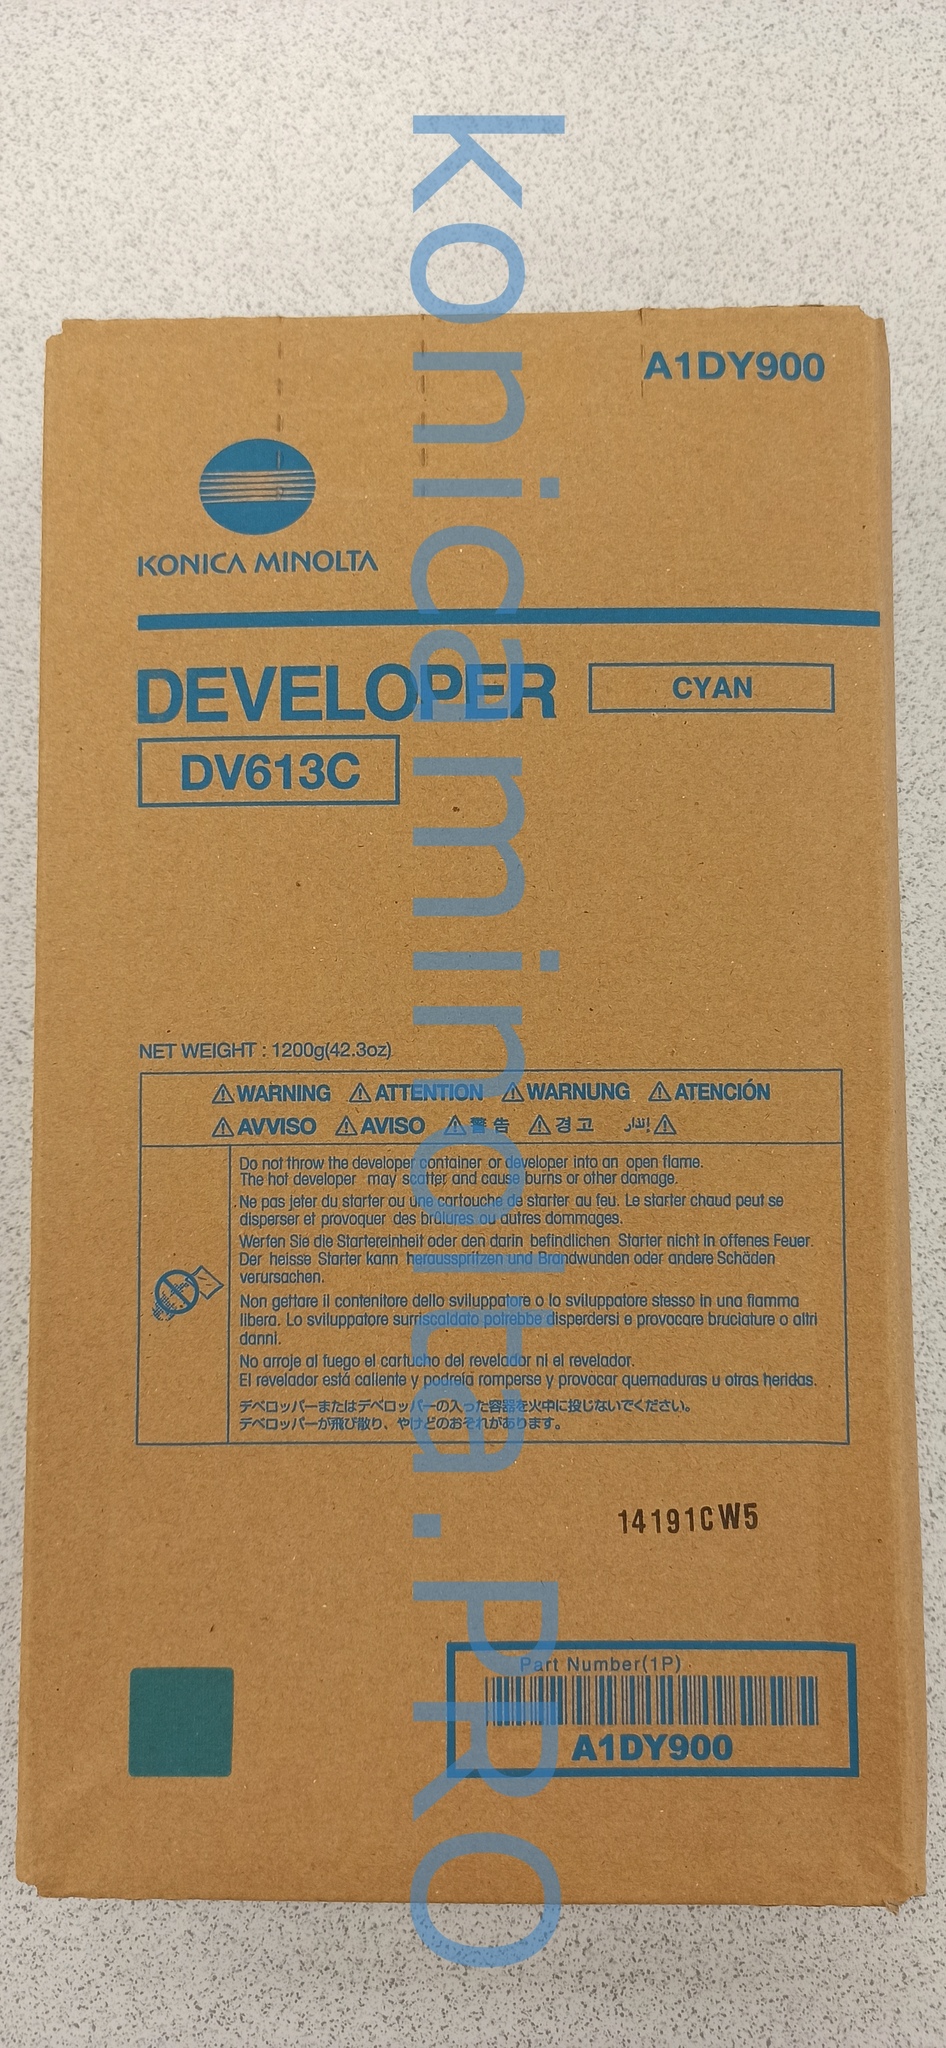 A1DY900
KONICA MINOLTA
DEVELOPER
CYAN
DV613C
NET WEIGHT : 1200g(42.3oz)
⚠WARNING ⚠ATTENTION ⚠WARNUNG ⚠ATENCIÓN
⚠AVVISO ⚠AVISO ⚠警告 ⚠경고 إنذار⚠
Do not throw the developer container or developer into an open flame.
The hot developer may scatter and cause burns or other damage.
Ne pas jeter du starter ou une cartouche de starter au feu. Le starter chaud peut se
disperser et provoquer des brûlures ou autres dommages.
Werfen Sie die Startereinheit oder den darin befindlichen Starter nicht in offenes Feuer.
Der heisse Starter kann herausspritzen und Brandwunden oder andere Schäden
verursachen.
Non gettare il contenitore dello sviluppatore o lo sviluppatore stesso in una fiamma
libera. Lo sviluppatore surriscaldato potrebbe disperdersi e provocare bruciature o altri
danni.
No arroje al fuego el cartucho del revelador ni el revelador.
El revelador está caliente y podreía romperse y provocar quemaduras u otras heridas.
デベロッパーまたはデベロッパーの入った容器を火中に投じないでください。
デベロッパーが飛び散り、やけどのおそれがあります。
14191CW5
Part Number(1P)
A1DY900
konicaminolta.PRO